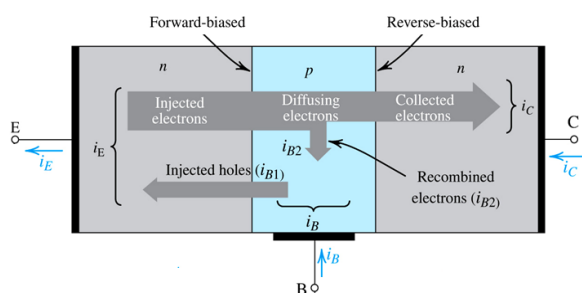 Forward-biased
Reverse-biased
n
p
n
Injected
electrons
Diffusing
electrons
Collected
electrons
i_C
E
C
i_E
i_E
i_B2
i_C
Injected holes (i_B1)
Recombined
electrons (i_B2)
i_B
i_B
B